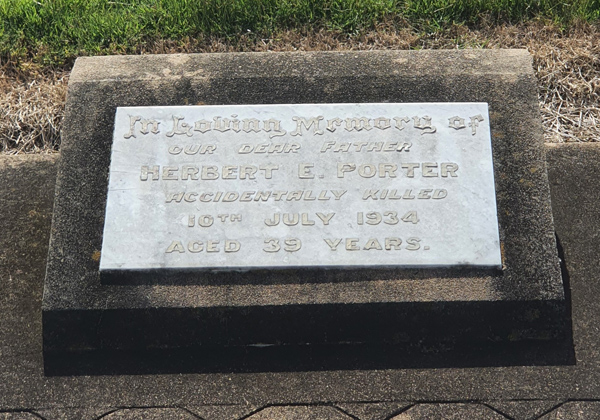 In Loving Memory of
OUR DEAR FATHER
HERBERT E. PORTER
ACCIDENTALLY KILLED
10TH JULY 1934
AGED 39 YEARS.